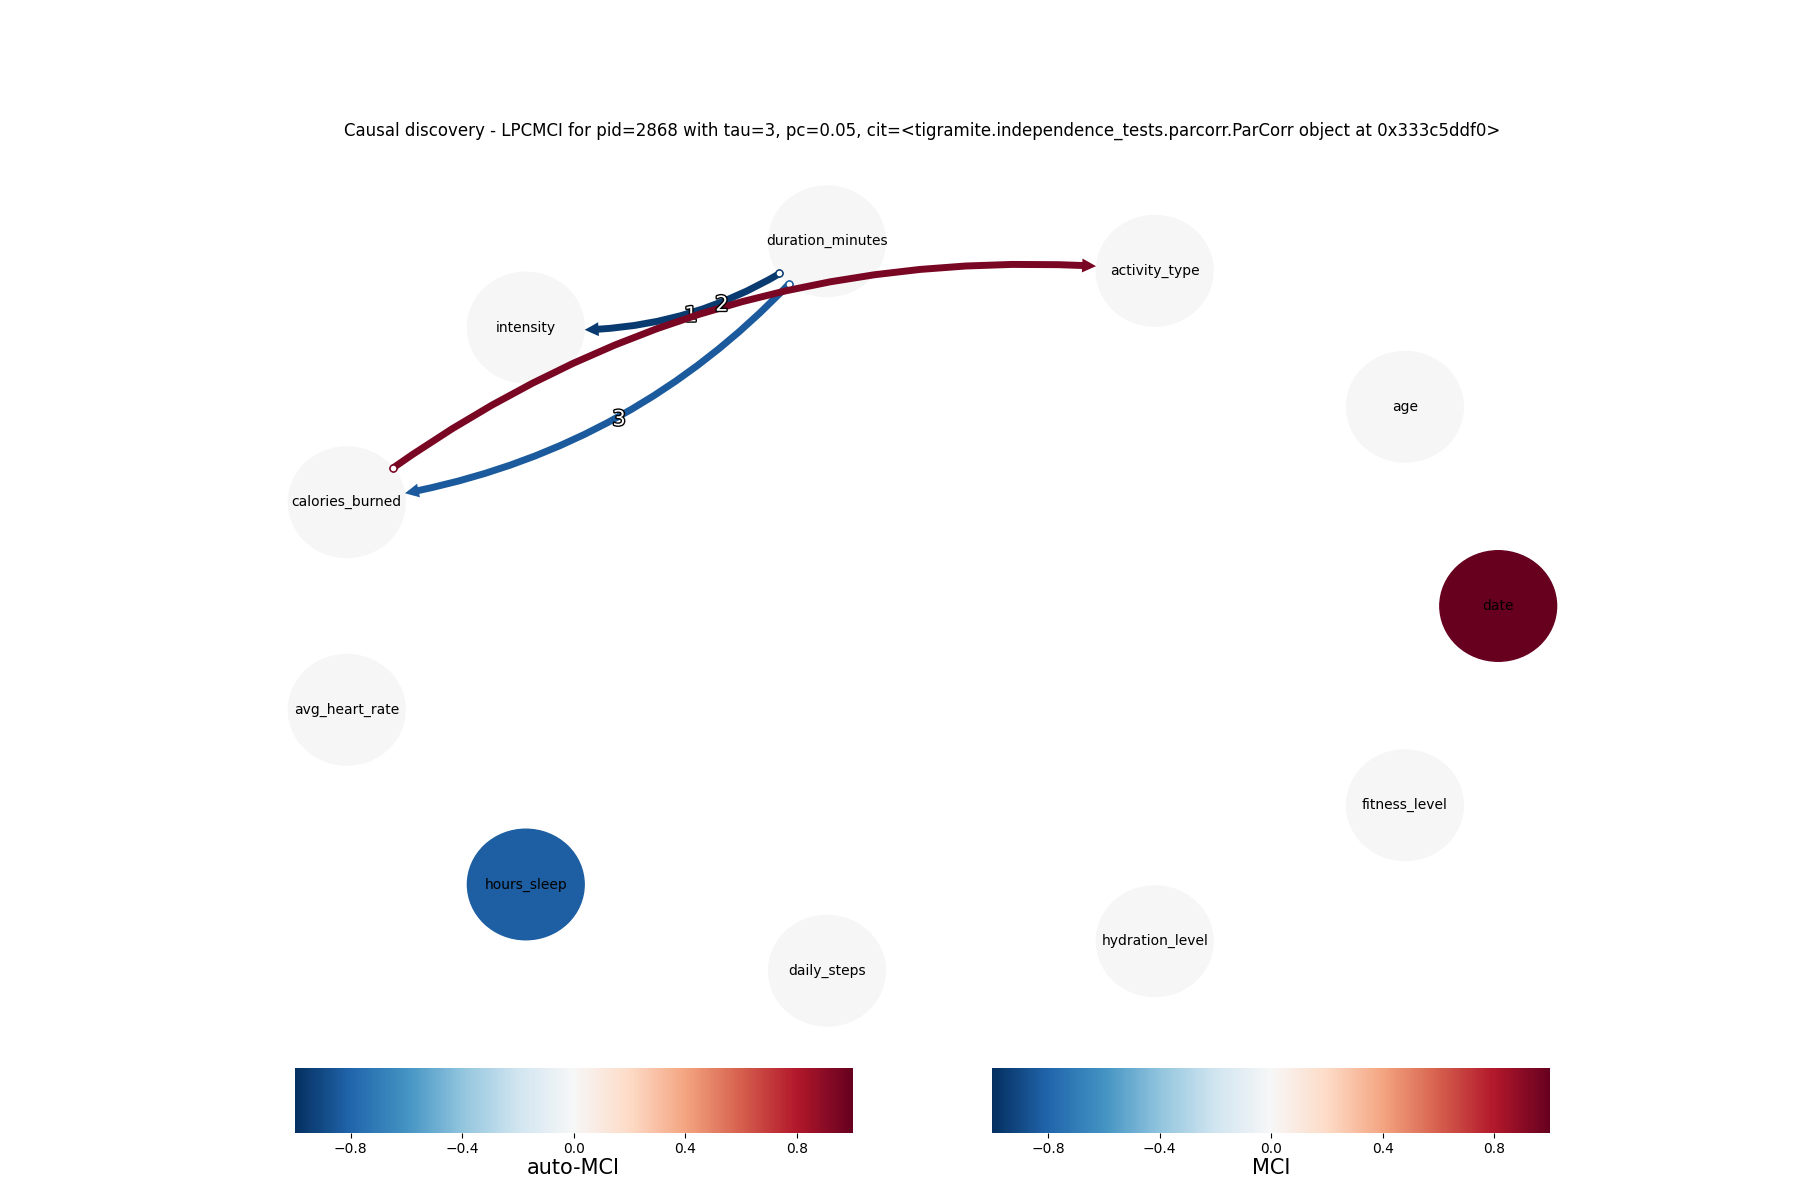 Causal discovery - LPCMCI for pid=2868 with tau=3, pc=0.05, cit=<tigramite.independence_tests.parcorr.ParCorr object at 0x333c5ddf0>
duration_minutes
activity_type
intensity
1
2
age
3
calories_burned
date
avg_heart_rate
fitness_level
hours_sleep
hydration_level
daily_steps
−0.8 −0.4 0.0 0.4 0.8
auto-MCI
−0.8 −0.4 0.0 0.4 0.8
MCI